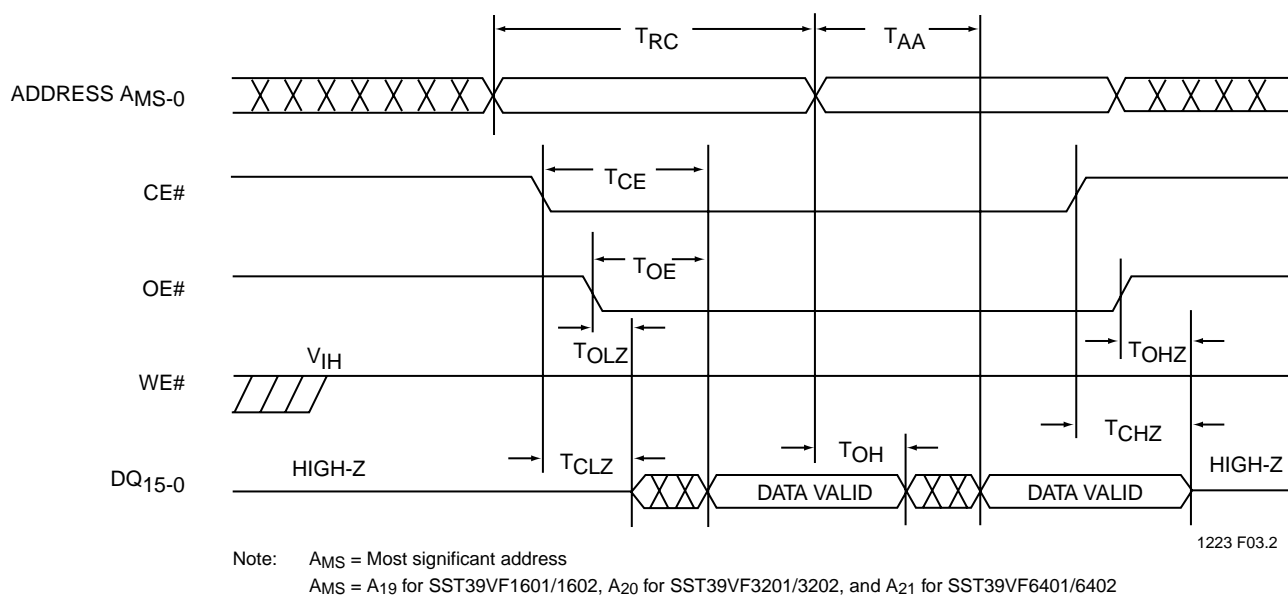 TRC TAA
ADDRESS AMS-0
TCE
CE#
TOE
OE#
TOLZ TOHZ
VIH
WE#
TCHZ
TCLZ TOH
HIGH-Z HIGH-Z
DQ15-0 DATA VALID DATA VALID
1223 F03.2
Note: AMS = Most significant address
AMS = A19 for SST39VF1601/1602, A20 for SST39VF3201/3202, and A21 for SST39VF6401/6402